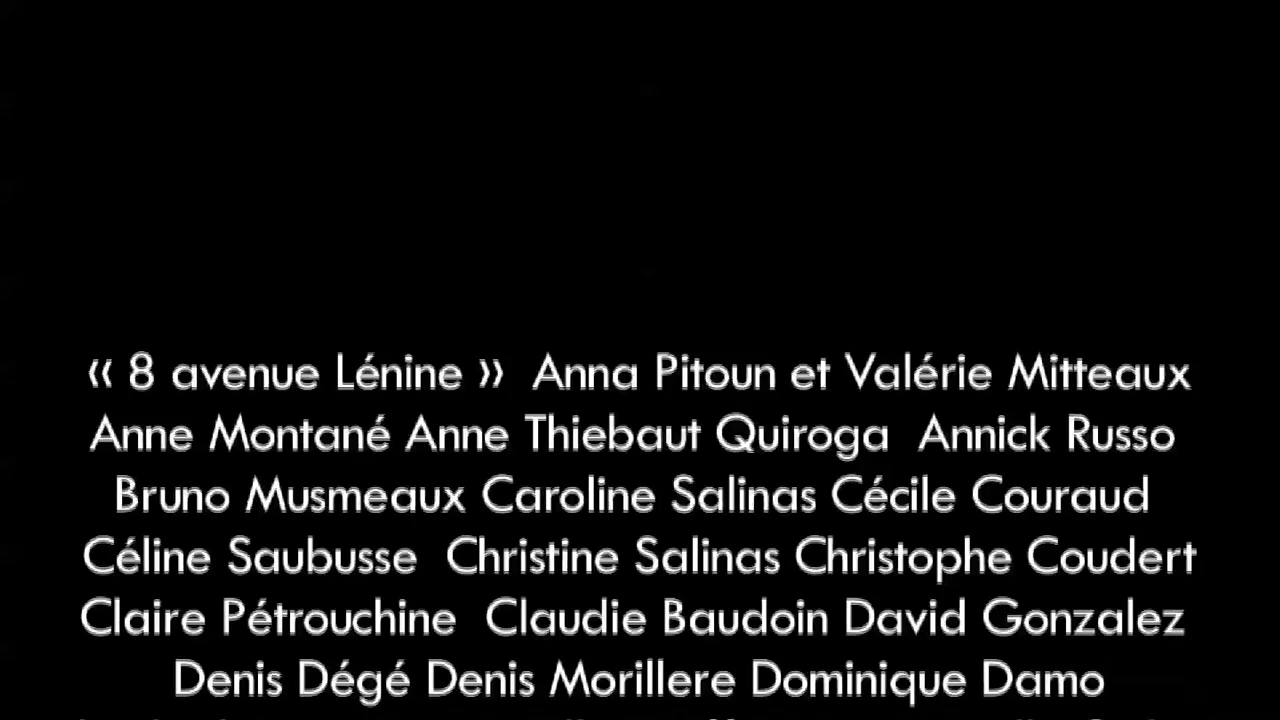 « 8 avenue Lénine »  Anna Pitoun et Valérie Mitteaux
Anne Montané Anne Thiebaut Quiroga  Annick Russo
Bruno Musmeaux Caroline Salinas Cécile Couraud
Céline Saubusse  Christine Salinas Christophe Coudert
Claire Pétrouchine  Claudie Baudoin David Gonzalez
Denis Dégé Denis Morillere Dominique Damo